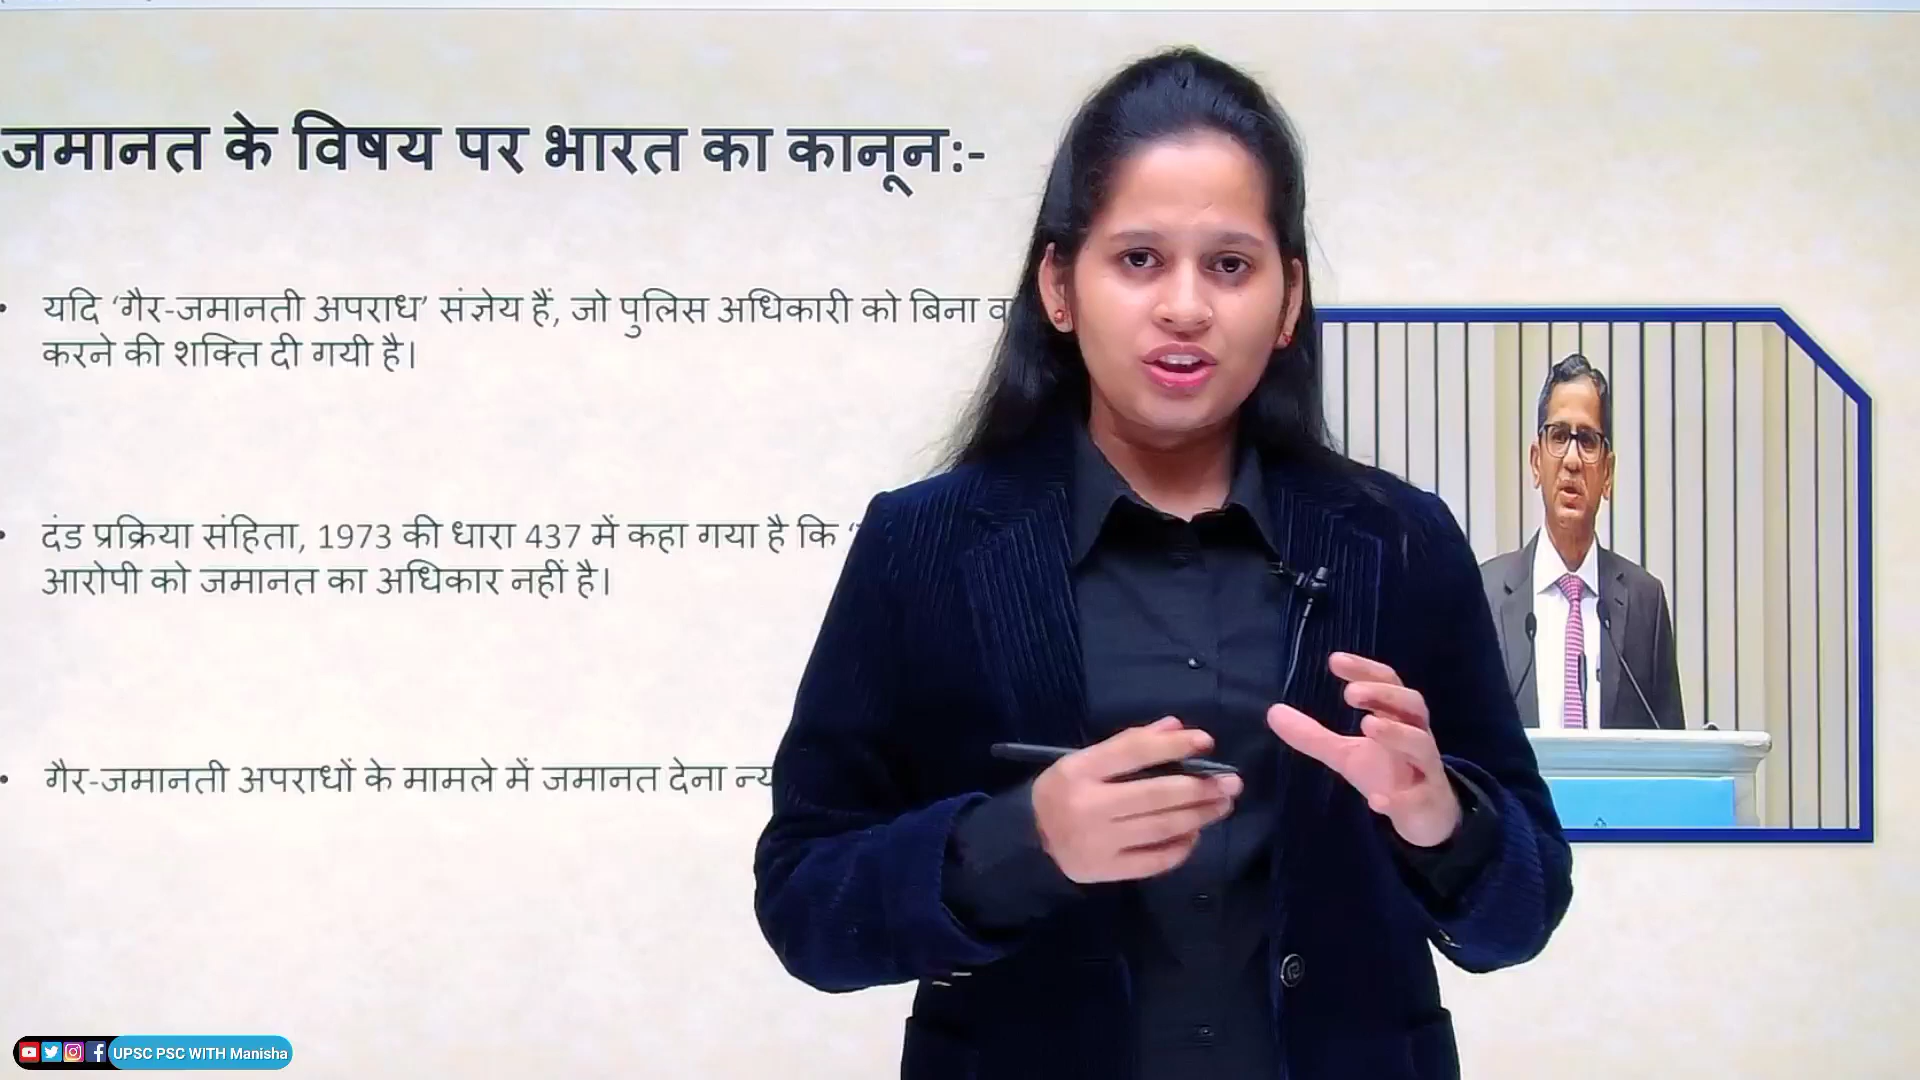 जमानत के विषय पर भारत का कानून:-
यदि ‘गैर-जमानती अपराध’ संज्ञेय हैं, जो पुलिस अधिकारी को बिना
करने की शक्ति दी गयी है।
दंड प्रक्रिया संहिता, 1973 की धारा 437 में कहा गया है कि ‘
आरोपी को जमानत का अधिकार नहीं है।
गैर-जमानती अपराधों के मामले में जमानत देना
UPSC PSC WITH Manisha